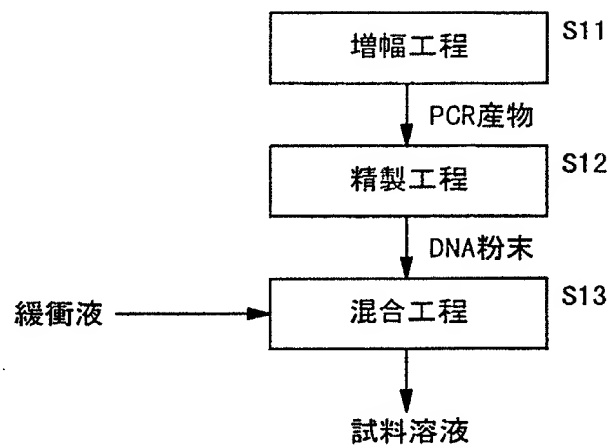 増幅工程
S11
PCR産物
精製工程
S12
DNA粉末
緩衝液
混合工程
S13
試料溶液